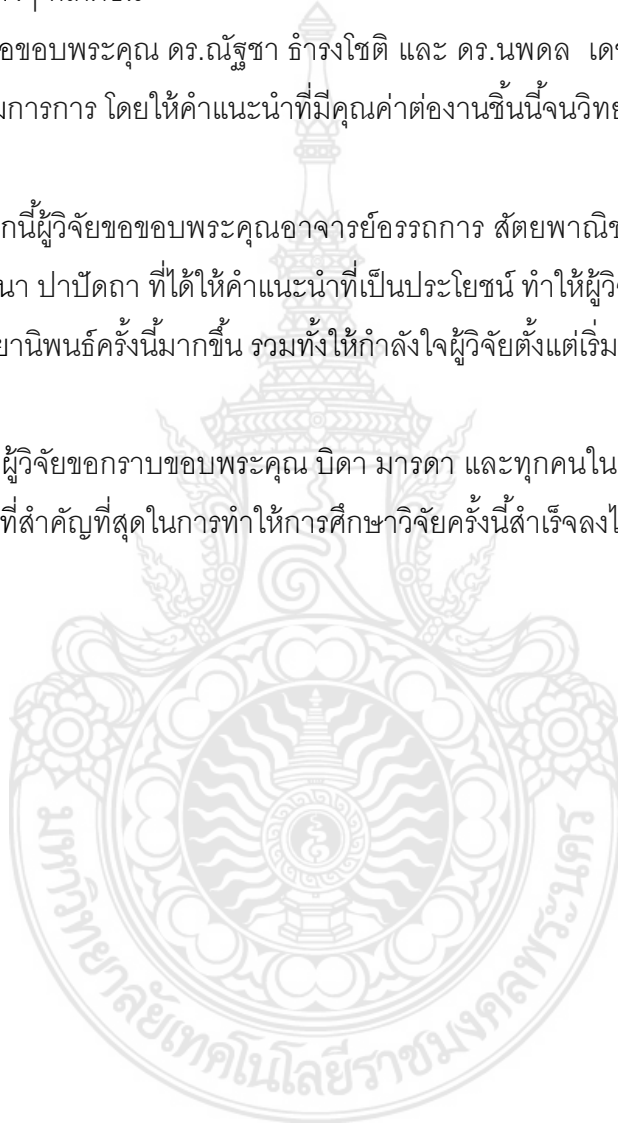 อขอบพระคุณ ดร.ณัฐชา ธำรงโชติ และ ดร.นพดล เดช
มการการ โดยให้คำแนะนำที่มีคุณค่าต่องานชิ้นนี้จนวิทย
กนี้ผู้วิจัยขอขอบพระคุณอาจารย์อรรถการ สัตยพาณิช
นา ปาปัดถา ที่ได้ให้คำแนะนำที่เป็นประโยชน์ ทำให้ผู้วิ
ยานิพนธ์ครั้งนี้มากขึ้น รวมทั้งให้กำลังใจผู้วิจัยตั้งแต่เริ่ม
ผู้วิจัยขอกราบขอบพระคุณ บิดา มารดา และทุกคนใน
ที่สำคัญที่สุดในการทำให้การศึกษาวิจัยครั้งนี้สำเร็จลงไ
มหาวิทยาลัยเทคโนโลยีราชมงคลพระนคร